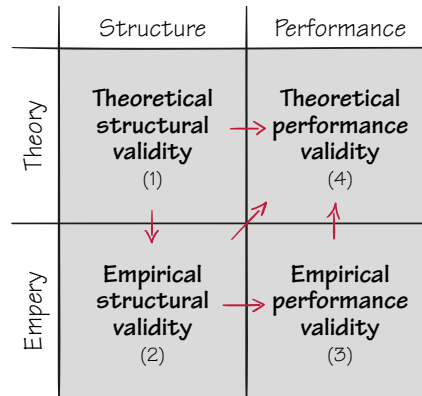 Structure
Performance
Theory
Theoretical
structural
validity
(1)
Theoretical
performance
validity
(4)
Empery
Empirical
structural
validity
(2)
Empirical
performance
validity
(3)